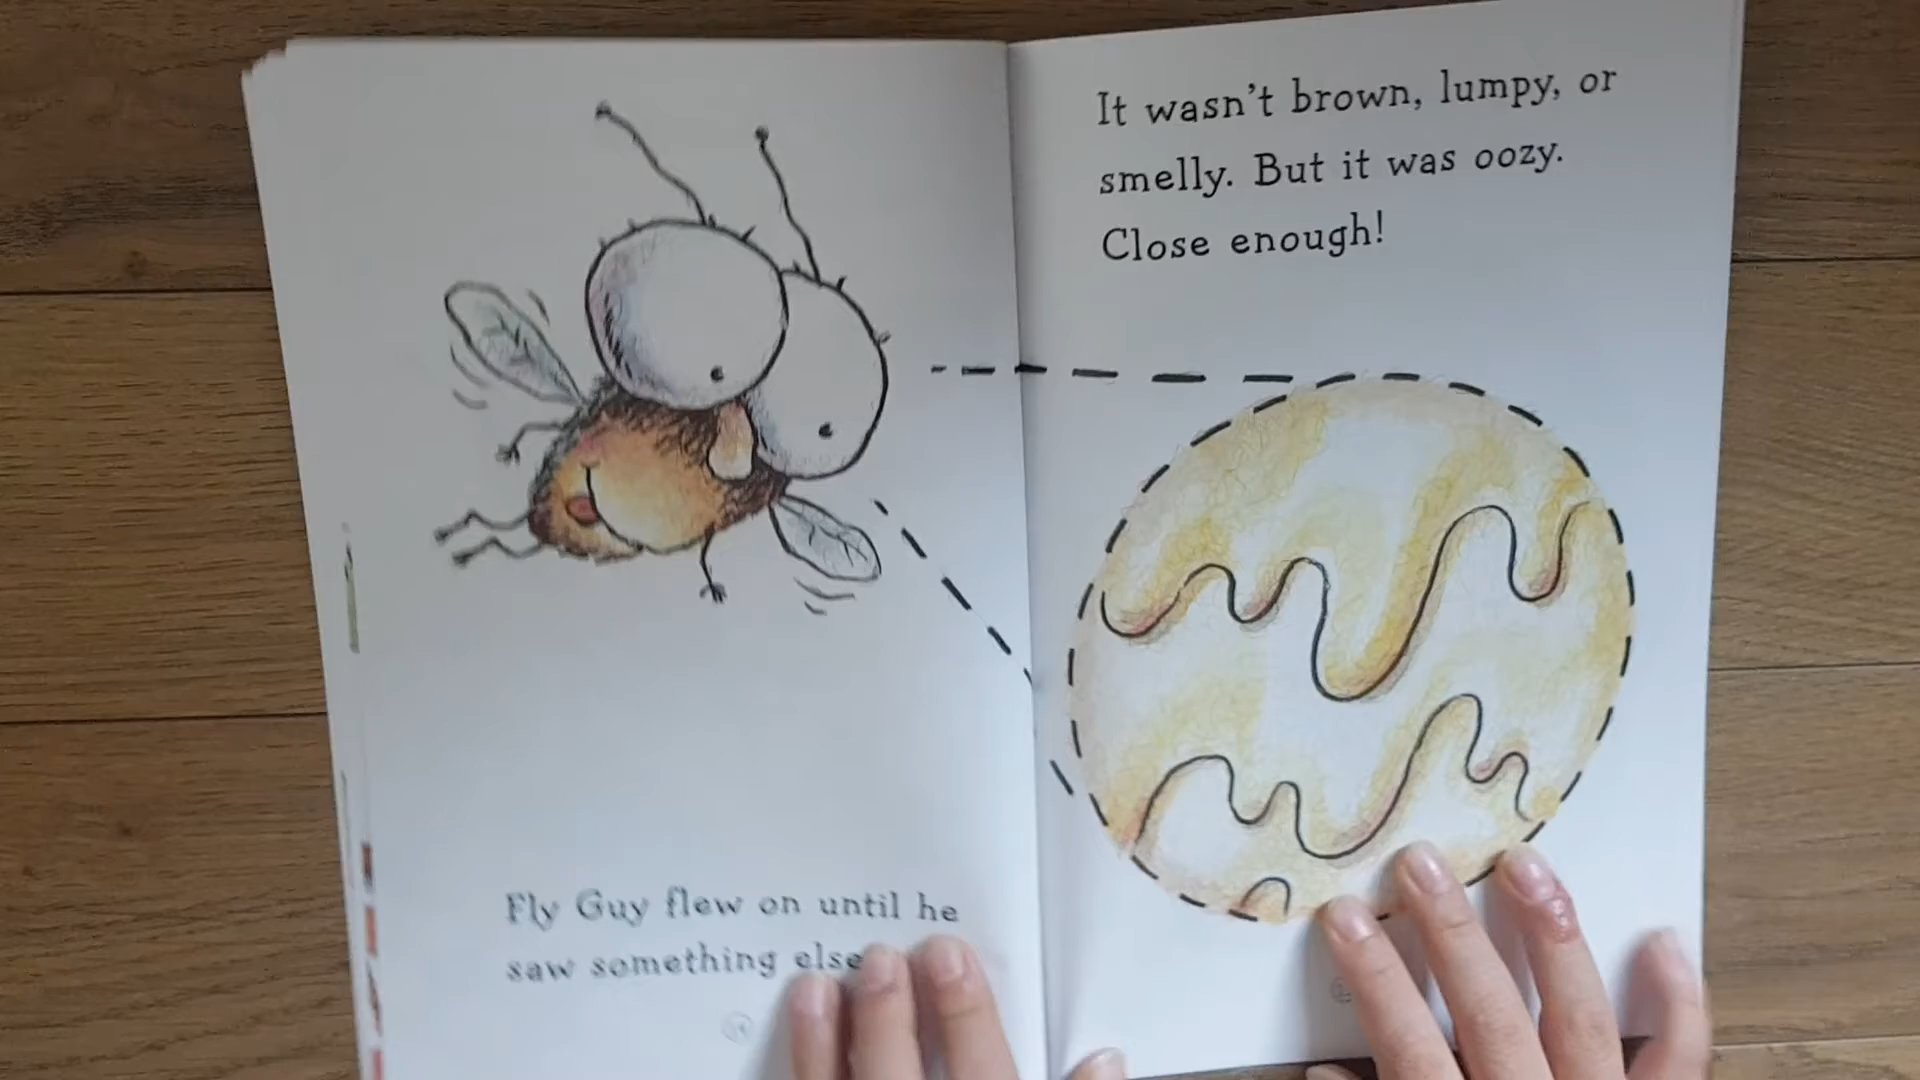 Fly Guy flew on until he
saw something else
It wasn't brown, lumpy, or
smelly. But it was oozy.
Close enough!